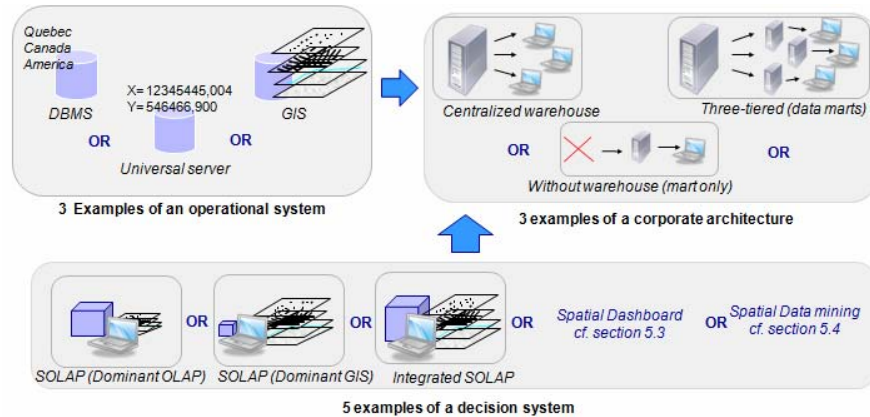 Quebec
Canada
America
X= 12345445,004
Y= 546466,900
DBMS
GIS
OR
OR
Universal server
3 Examples of an operational system
Centralized warehouse
Three-tiered (data marts)
OR
OR
Without warehouse (mart only)
3 examples of a corporate architecture
OR
OR
OR
Spatial Dashboard
cf. section 5.3
OR
Spatial Data mining
cf. section 5.4
SOLAP (Dominant OLAP)
SOLAP (Dominant GIS)
Integrated SOLAP
5 examples of a decision system